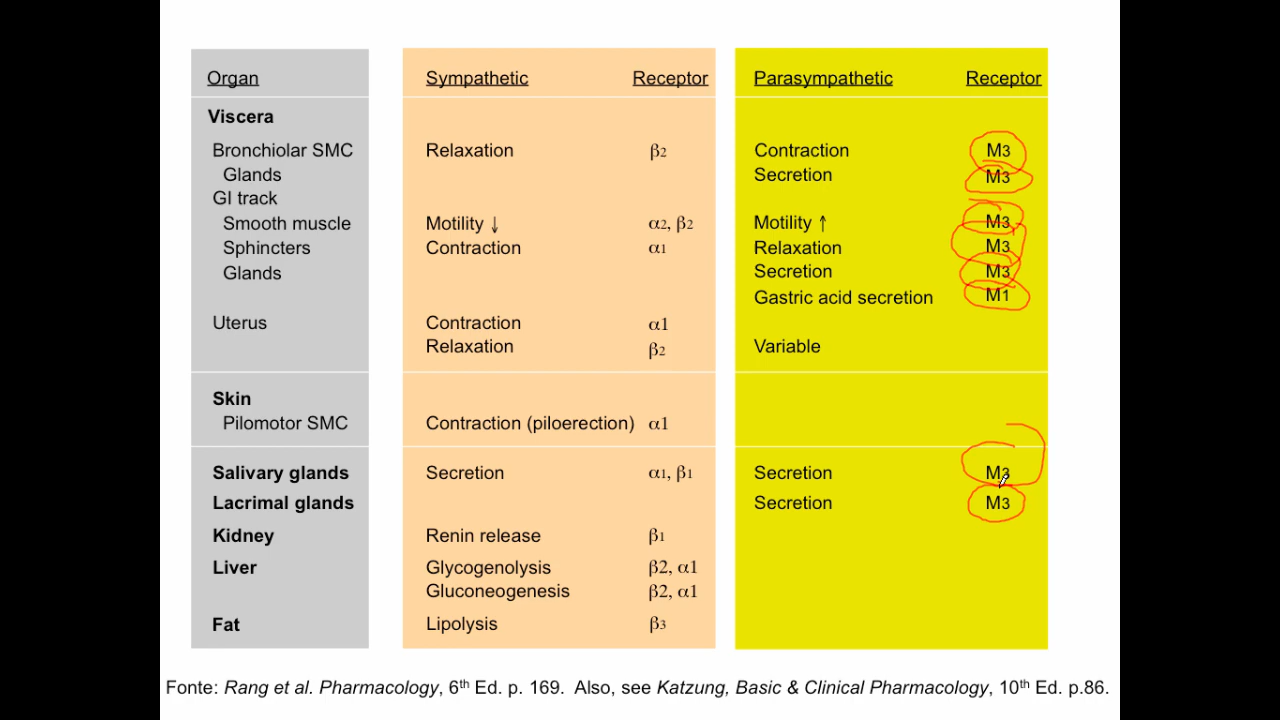 Organ Sympathetic Receptor Parasympathetic Receptor
Viscera
Bronchiolar SMC Relaxation β2 Contraction M3
Glands Secretion M3
GI track
Smooth muscle Motility ↓ α2, β2 Motility ↑ M3
Sphincters Contraction α1 Relaxation M3
Glands Secretion M3
Gastric acid secretion M1
Uterus Contraction α1
Relaxation β2 Variable
Skin
Pilomotor SMC Contraction (piloerection) α1
Salivary glands Secretion α1, β1 Secretion M3
Lacrimal glands Secretion M3
Kidney Renin release β1
Liver Glycogenolysis β2, α1
Gluconeogenesis β2, α1
Fat Lipolysis β3
Fonte: Rang et al. Pharmacology, 6th Ed. p. 169. Also, see Katzung, Basic & Clinical Pharmacology, 10th Ed. p.86.